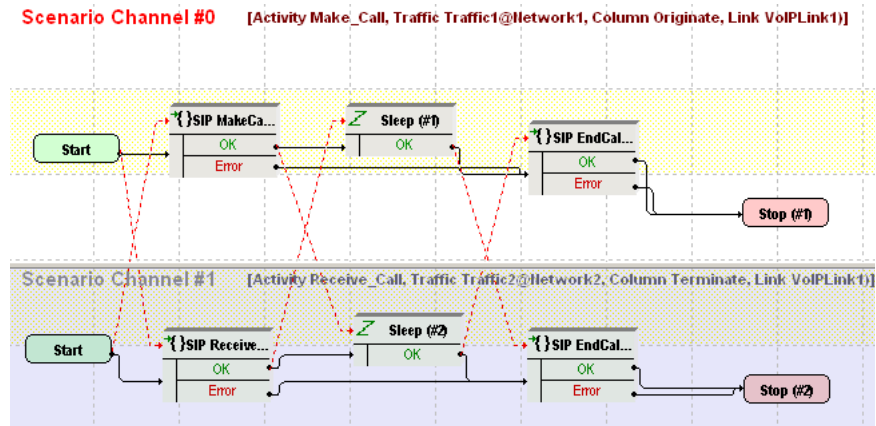 Scenario Channel #0 [Activity Make_Call, Traffic Traffic1@Network1, Column Originate, Link VoIPLink1)]
{}SIP MakeCa... Z Sleep (#1)
{}SIP EndCal...
Start OK OK
OK
Error
Error
Stop (#1)
Scenario Channel #1 [Activity Receive_Call, Traffic Traffic2@Network2, Column Terminate, Link VoIPLink1)]
Z Sleep (#2)
Start {}SIP Receive... {}SIP EndCal...
OK
OK OK
Error Error Stop (#2)